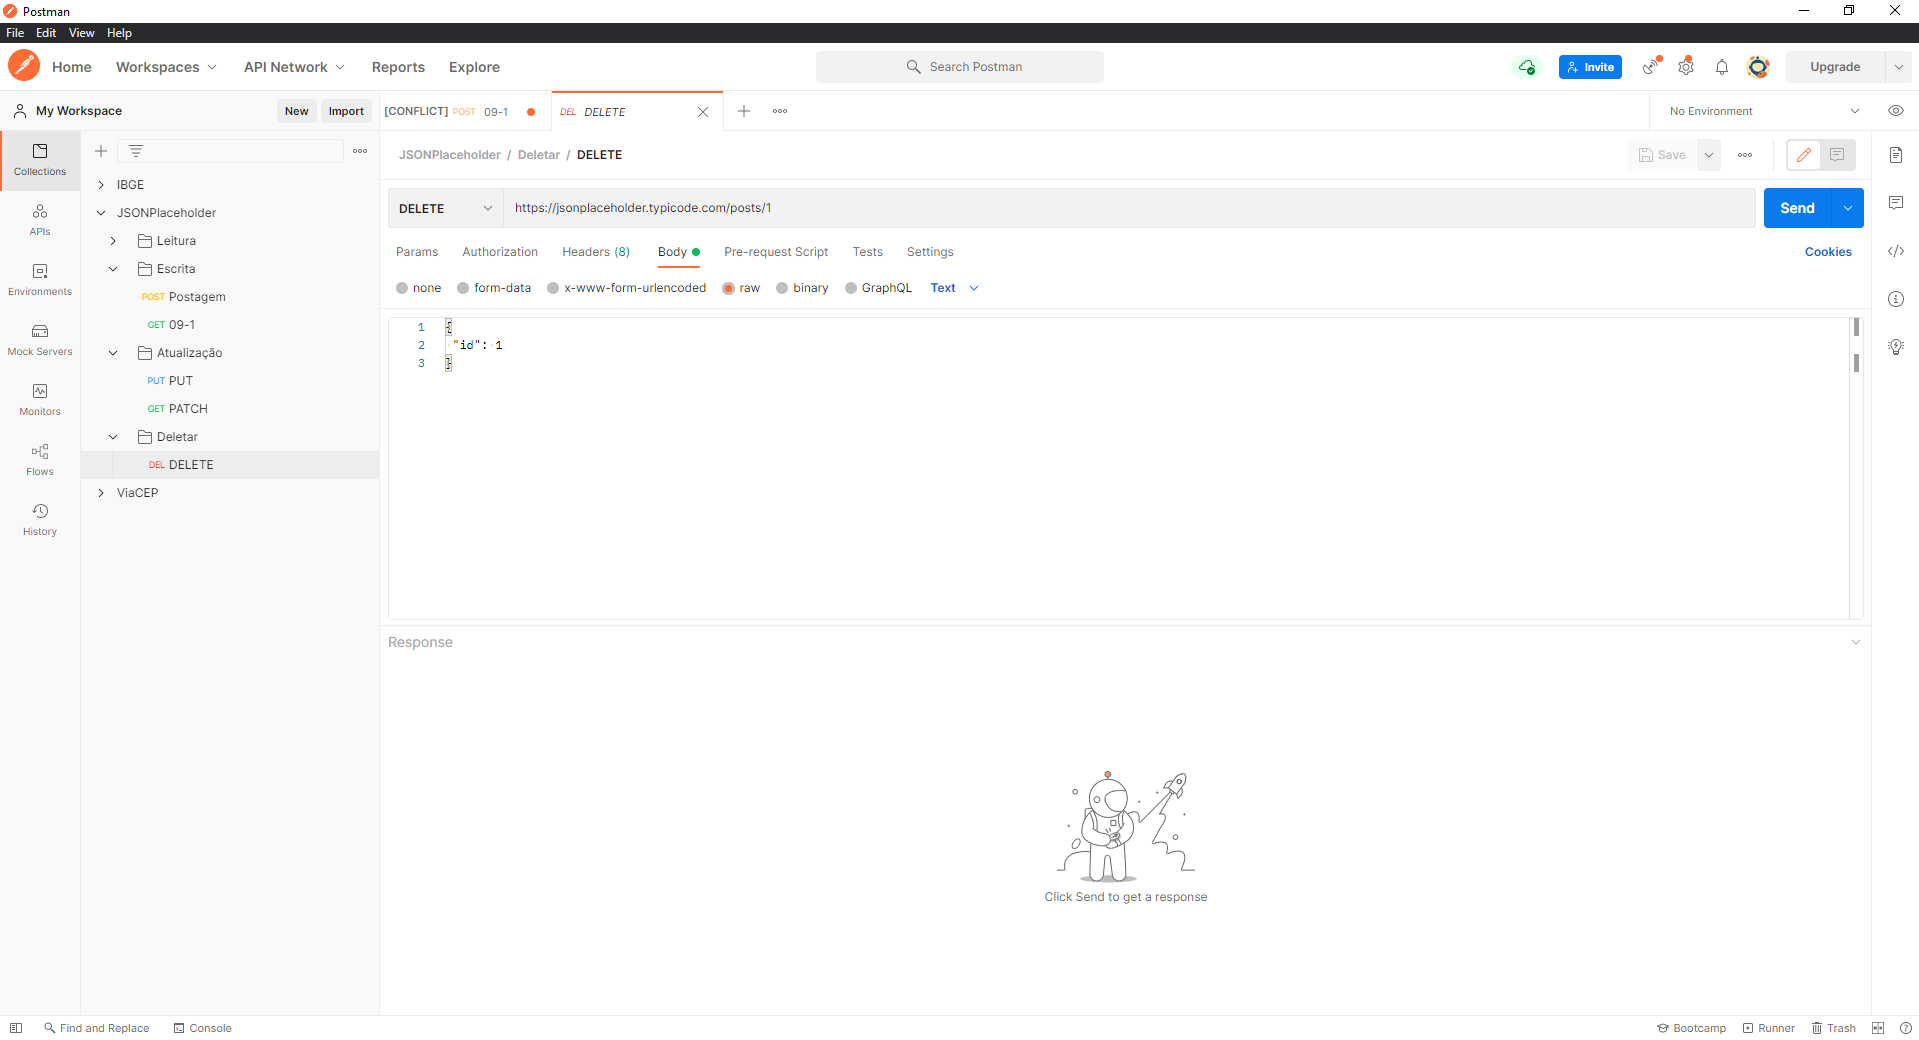 Postman
File Edit View Help
Home Workspaces API Network Reports Explore Search Postman Invite Upgrade
My Workspace New Import [CONFLICT] POST 09-1 DEL DELETE No Environment
Collections
APIs
Environments
Mock Servers
Monitors
Flows
History
IBGE
JSONPlaceholder
Leitura
Escrita
POST Postagem
GET 09-1
Atualização
PUT PUT
GET PATCH
Deletar
DEL DELETE
ViaCEP
JSONPlaceholder / Deletar / DELETE Save
DELETE https://jsonplaceholder.typicode.com/posts/1 Send
Params Authorization Headers (8) Body Pre-request Script Tests Settings Cookies
none form-data x-www-form-urlencoded raw binary GraphQL Text
1 {
2 "id": 1
3 }
Response
Click Send to get a response
Find and Replace Console Bootcamp Runner Trash